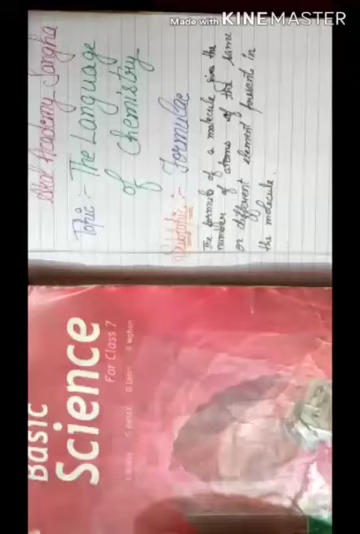 Made with KINEMASTER
Academy Sangha
Topic :- The Language
of Chemistry
Subtopic :- Formulae
The formula of a molecule gives the
number of atoms of the same
or different element present in
the molecule.
Basic
Science
For Class 7